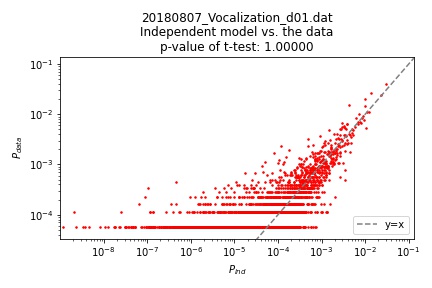 20180807_Vocalization_d01.dat
Independent model vs. the data
p-value of t-test: 1.00000
10⁻¹
10⁻²
10⁻³
10⁻⁴
P_data
y=x
10⁻⁸ 10⁻⁷ 10⁻⁶ 10⁻⁵ 10⁻⁴ 10⁻³ 10⁻² 10⁻¹
P_ind